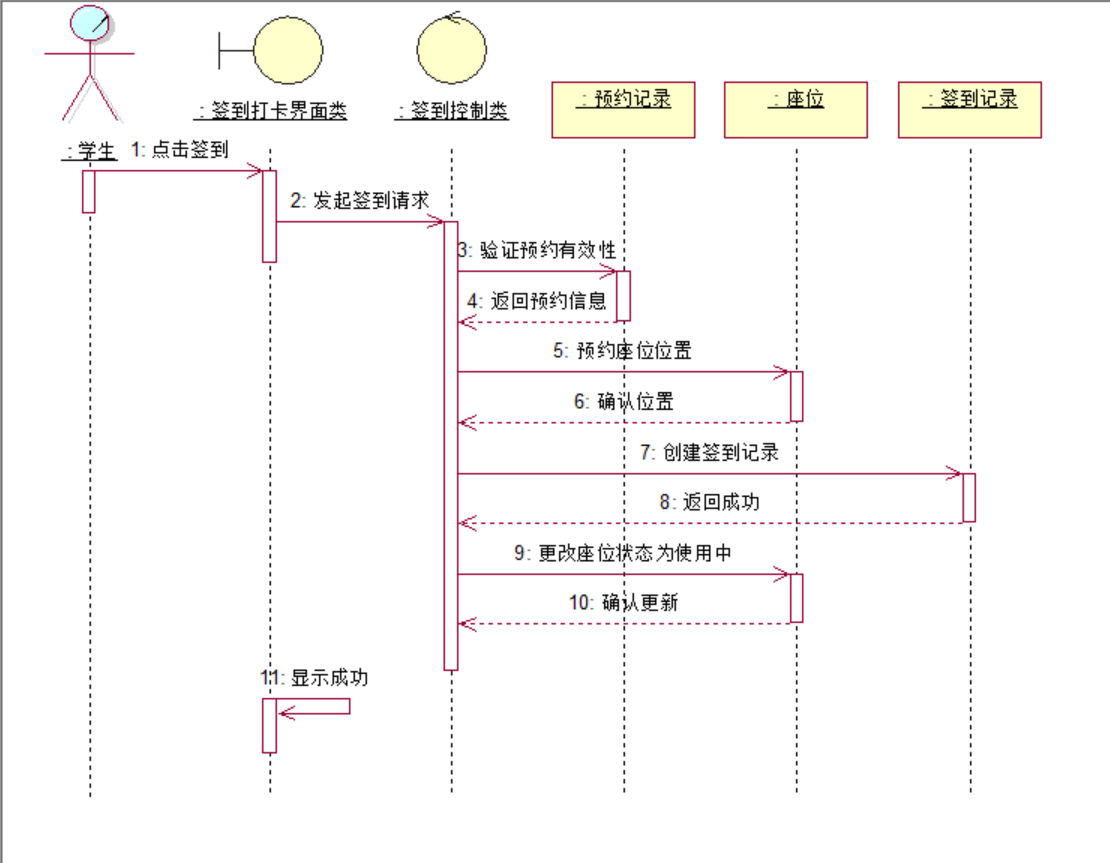 : 签到打卡界面类
: 签到控制类
: 预约记录
: 座位
: 签到记录
: 学生
1: 点击签到
2: 发起签到请求
3: 验证预约有效性
4: 返回预约信息
5: 预约座位位置
6: 确认位置
7: 创建签到记录
8: 返回成功
9: 更改座位状态为使用中
10: 确认更新
11: 显示成功